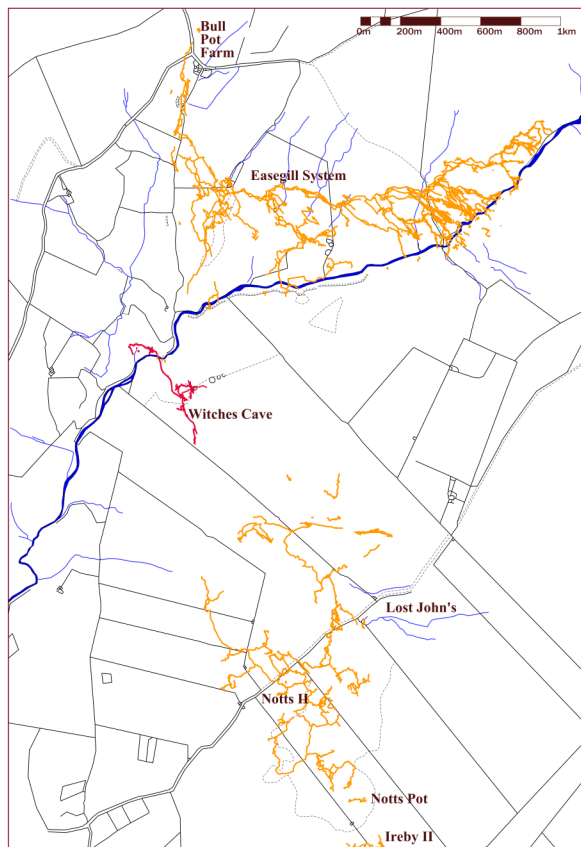 Bull
Pot
Farm
0m 200m 400m 600m 800m 1km
Easegill System
Witches Cave
Lost John's
Notts II
Notts Pot
Ireby II